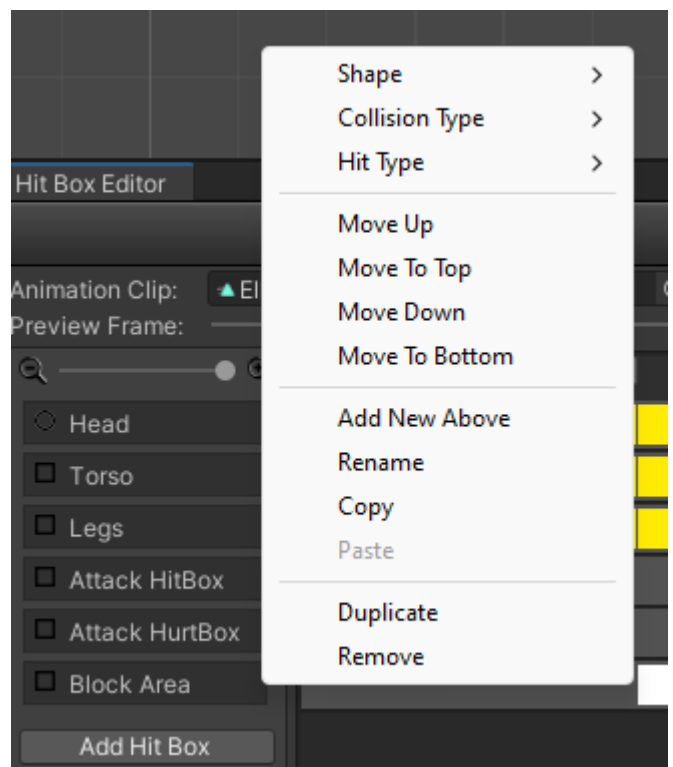 Shape
Collision Type
Hit Type
Hit Box Editor
Move Up
Move To Top
Animation Clip:
Move Down
Preview Frame:
Move To Bottom
Add New Above
Head
Rename
Torso
Copy
Legs
Paste
Attack HitBox
Duplicate
Attack HurtBox
Remove
Block Area
Add Hit Box